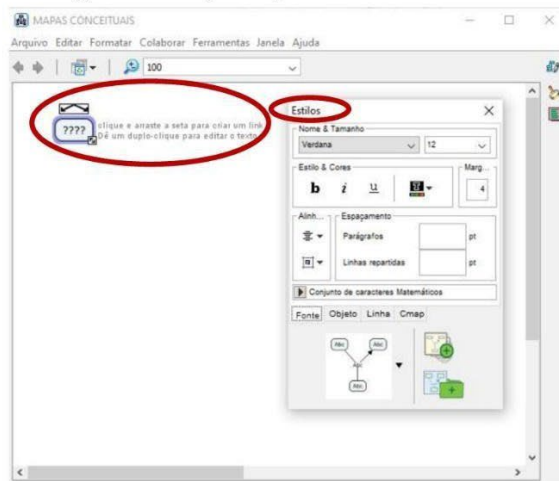 MAPAS CONCEITUAIS
Arquivo Editar Formatar Colaborar Ferramentas Janela Ajuda
100
????
clique e arraste a seta para criar um link
Dê um duplo-clique para editar o texto
Estilos
Nome & Tamanho
Verdana 12
Estilo & Cores Marg...
b i u 4
Alinh... Espaçamento
Parágrafos pt
Linhas repartidas pt
Conjunto de caracteres Matemáticos
Fonte Objeto Linha Cmap
Abc Abc
Abc